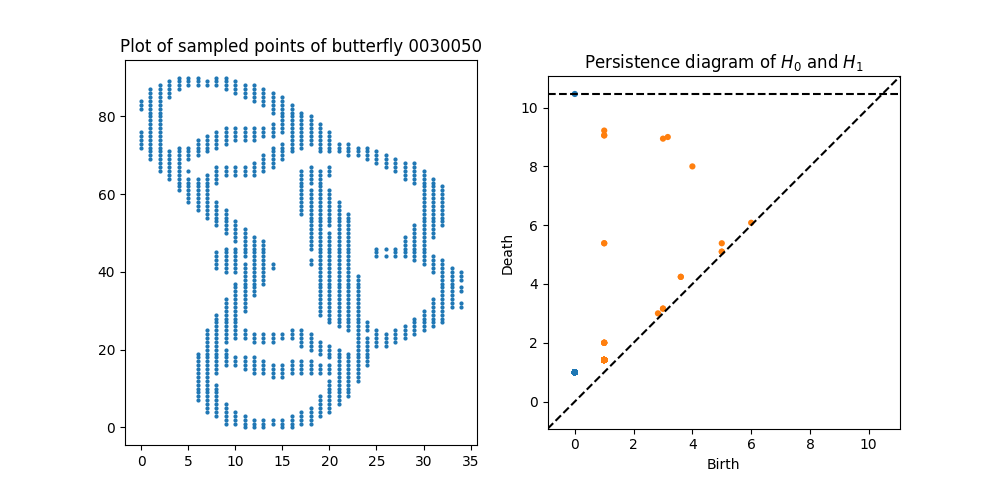 Plot of sampled points of butterfly 0030050
80
60
40
20
0
0 5 10 15 20 25 30 35
Persistence diagram of $H_0$ and $H_1$
Death
10
8
6
4
2
0
0 2 4 6 8 10
Birth